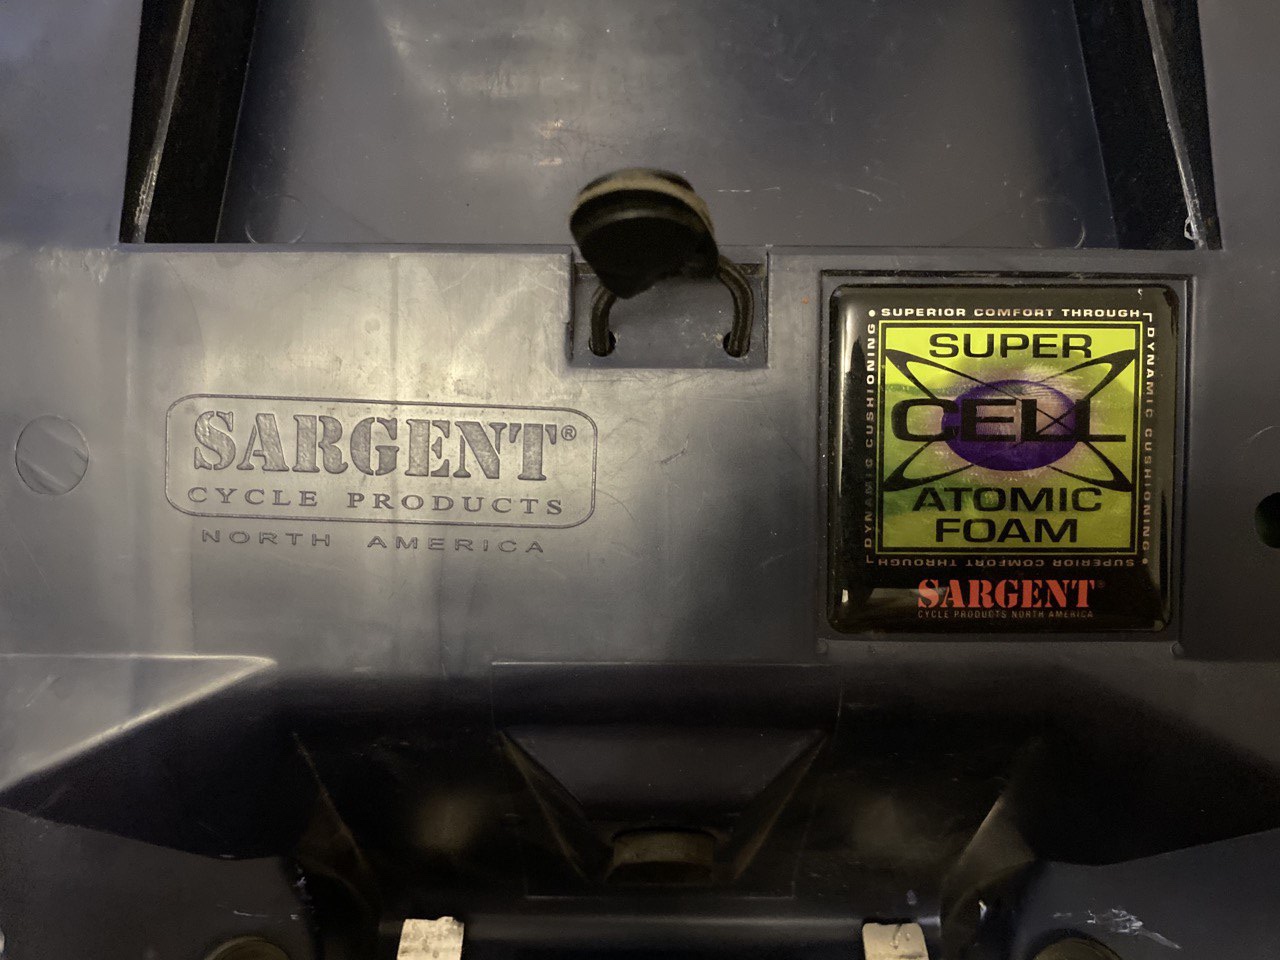 SARGENT®
CYCLE PRODUCTS
NORTH AMERICA
SUPERIOR COMFORT THROUGH
DYNAMIC CUSHIONING
SUPER
CELL
ATOMIC
FOAM
SUPERIOR COMFORT THROUGH
DYNAMIC CUSHIONING
SARGENT®
CYCLE PRODUCTS NORTH AMERICA